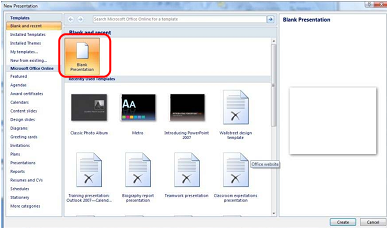 New Presentation
Templates
Blank and recent
Installed Templates
Installed Themes
My templates...
New from existing...
Microsoft Office Online
Featured
Agendas
Award certificates
Calendars
Content slides
Design slides
Diagrams
Greeting cards
Invitations
Plans
Presentations
Reports
Resumes and CVs
Schedules
Stationery
More categories
Search Microsoft Office Online for a template
Blank and recent
Blank
Presentation
Recently Used Templates
Classic Photo Album
Metro
Introducing PowerPoint
2007
Wallstreet design
template
Office website
Training presentation:
Outlook 2007—Calend...
Biography report
presentation
Teamwork presentation
Classroom expectations
presentation
Blank Presentation
Create
Cancel